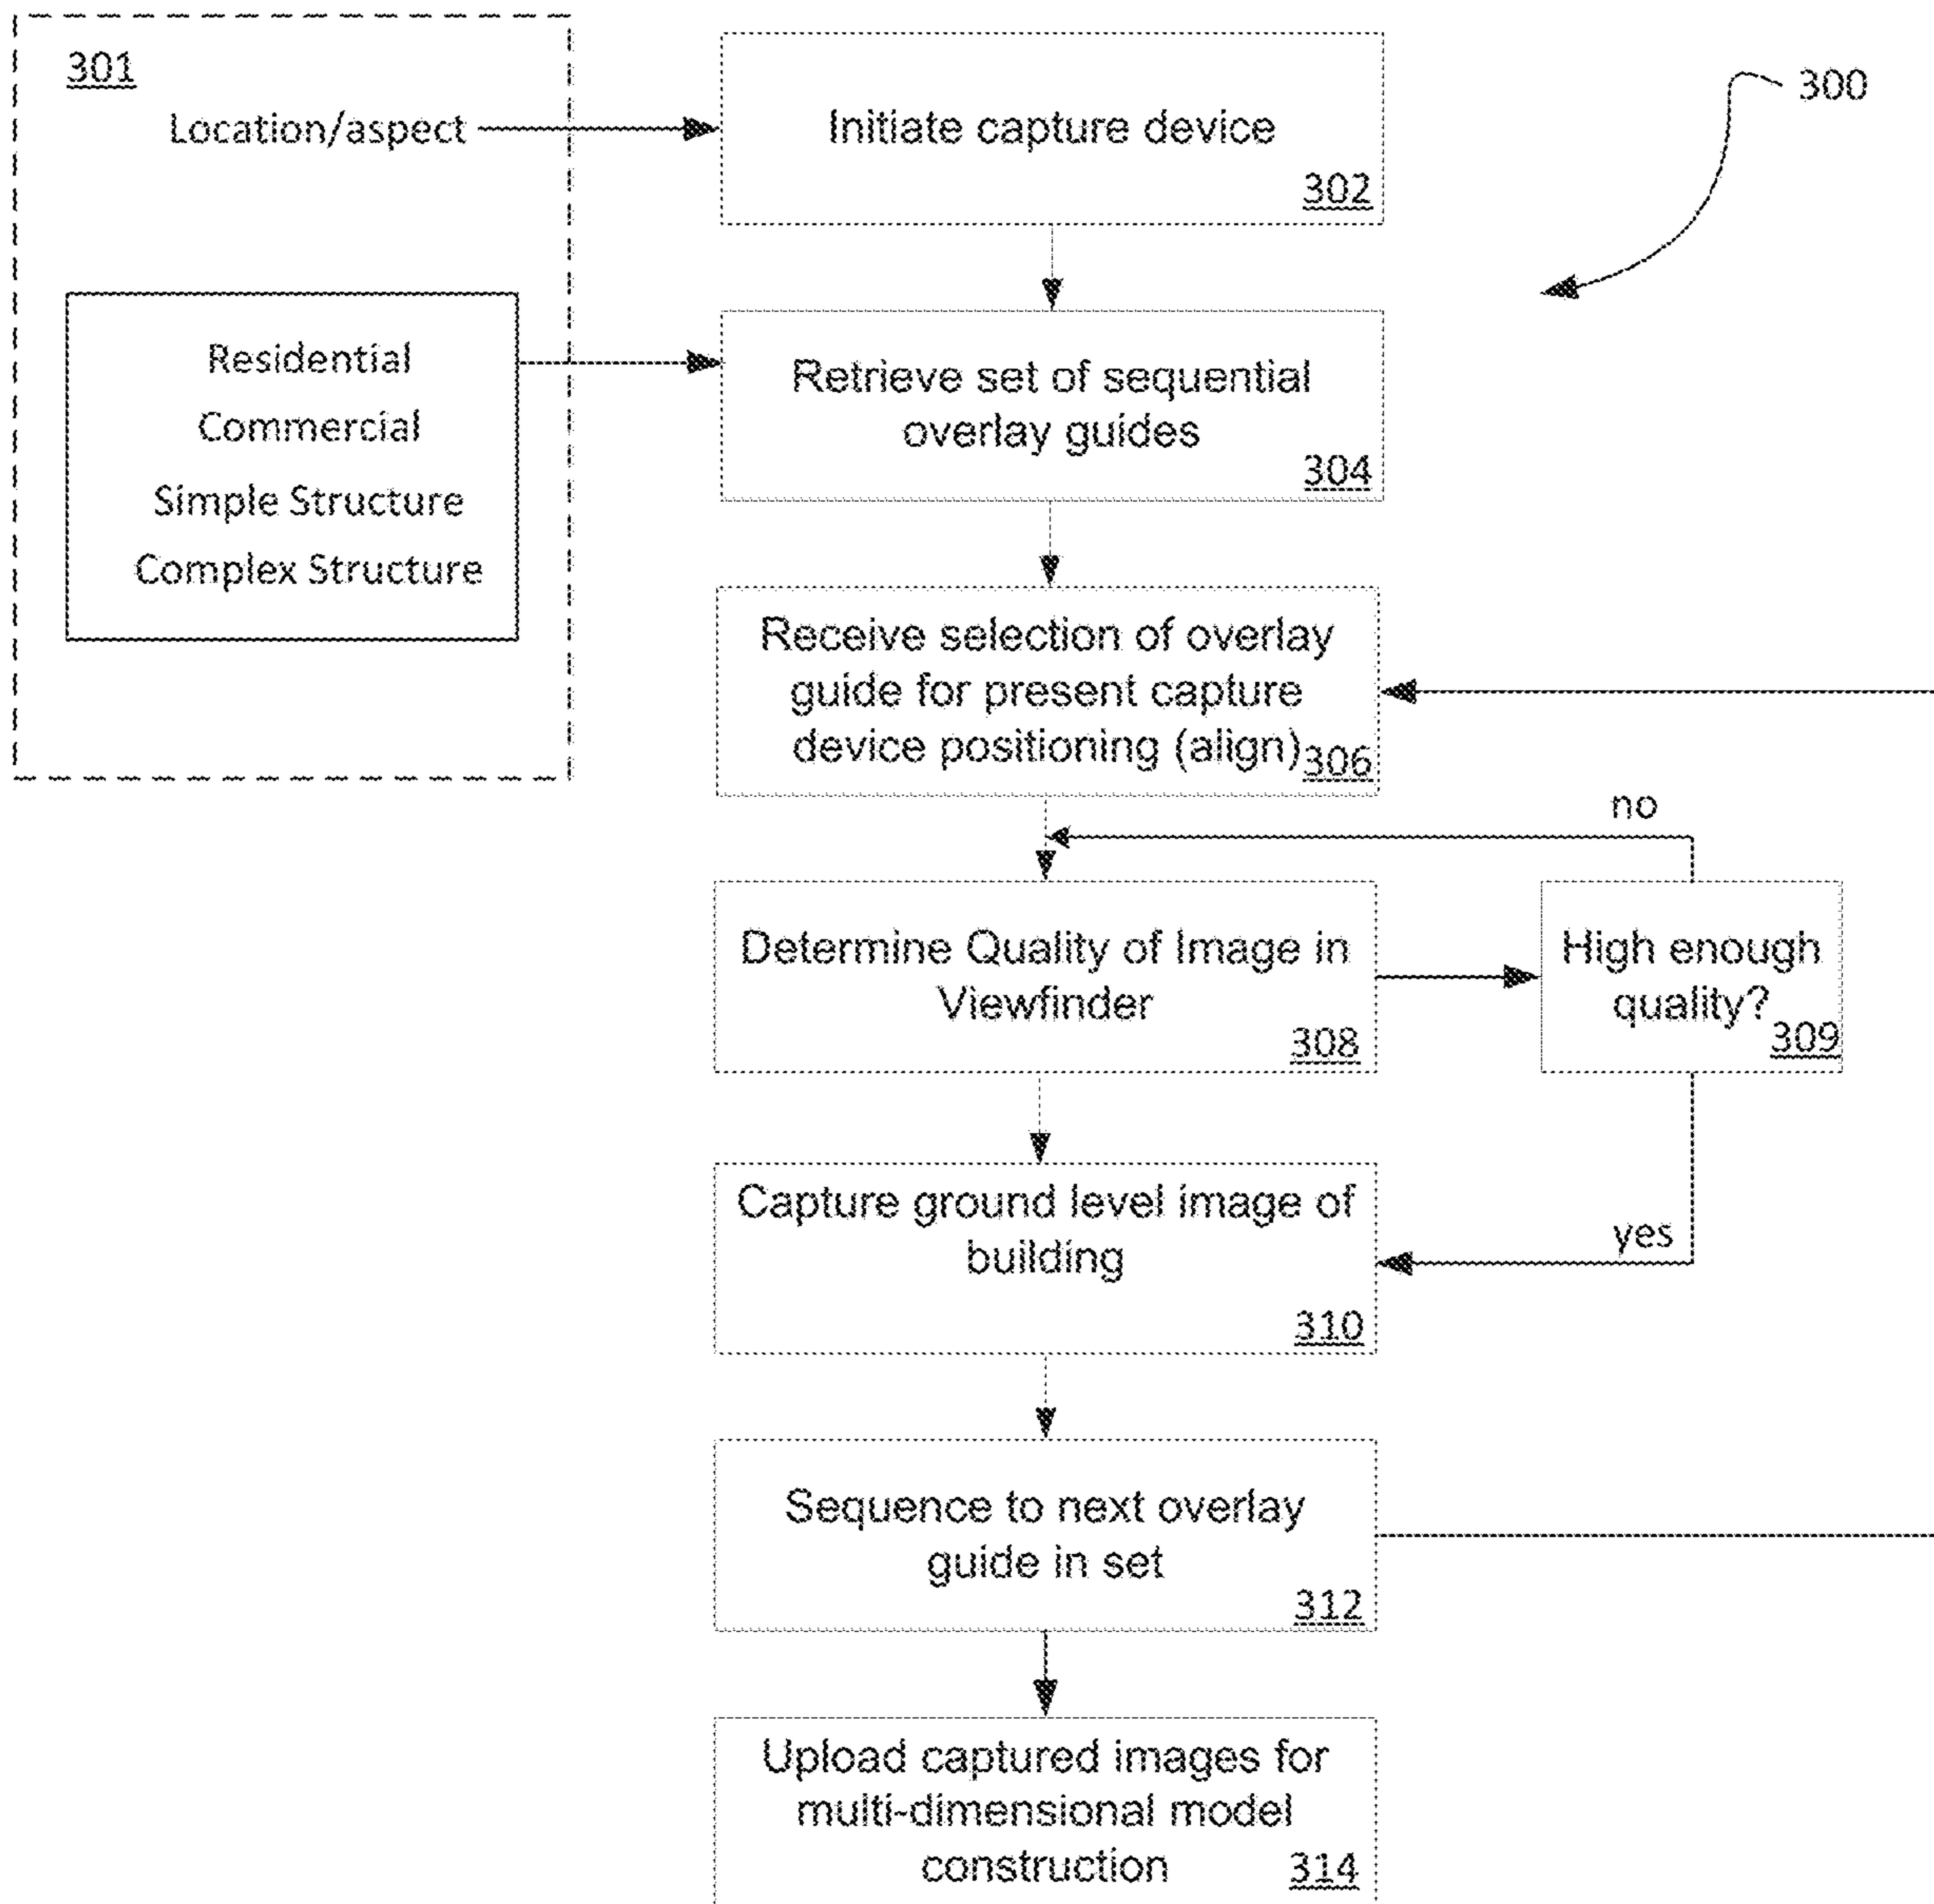 301
Location/aspect
Residential
Commercial
Simple Structure
Complex Structure
300
Initiate capture device
302
Retrieve set of sequential
overlay guides
304
Receive selection of overlay
guide for present capture
device positioning (align)
306
no
Determine Quality of Image in
Viewfinder
308
High enough
quality?
309
yes
Capture ground level image of
building
310
Sequence to next overlay
guide in set
312
Upload captured images for
multi-dimensional model
construction
314